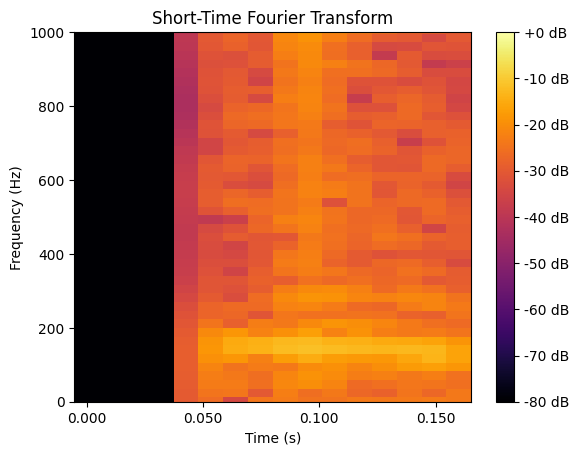 Short-Time Fourier Transform
Frequency (Hz)
1000
800
600
400
200
0
0.000
0.050
0.100
0.150
Time (s)
+0 dB
-10 dB
-20 dB
-30 dB
-40 dB
-50 dB
-60 dB
-70 dB
-80 dB